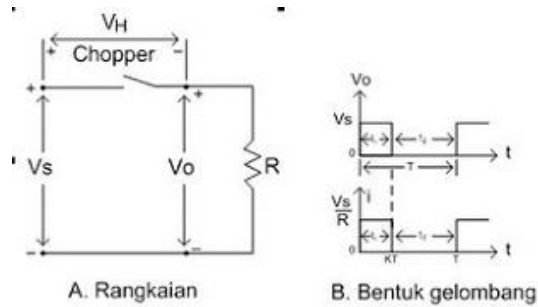 VH
+ −
Chopper
+ +
Vs Vo R
− −
A. Rangkaian
B.
Vo
Vs
0 T t
i
Vs
R
0 KT T t
B. Bentuk gelombang